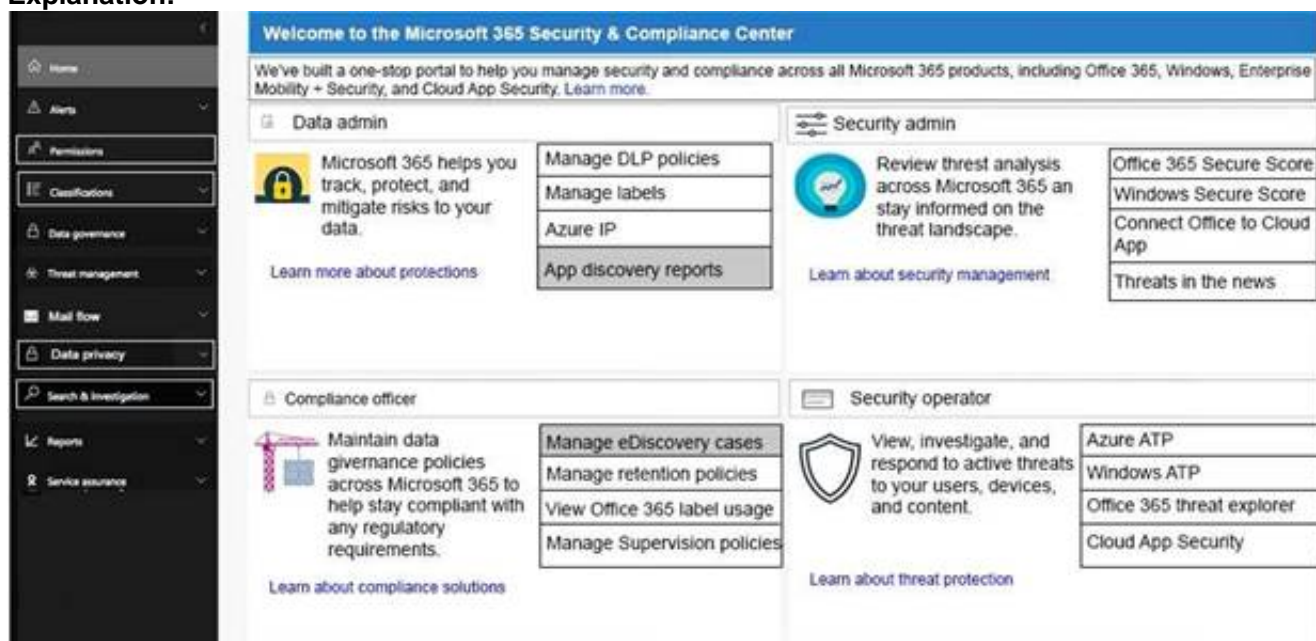 Explanation:
Welcome to the Microsoft 365 Security & Compliance Center
We've built a one-stop portal to help you manage security and compliance across all Microsoft 365 products, including Office 365, Windows, Enterprise
Mobility + Security, and Cloud App Security. Learn more.
Home
Alerts
Permissions
Classifications
Data governance
Threat management
Mail flow
Data privacy
Search & investigation
Reports
Service assurance
Data admin
Microsoft 365 helps you
track, protect, and
mitigate risks to your
data.
Learn more about protections
Manage DLP policies
Manage labels
Azure IP
App discovery reports
Security admin
Review threst analysis
across Microsoft 365 an
stay informed on the
threat landscape.
Learn about security management
Office 365 Secure Score
Windows Secure Score
Connect Office to Cloud
App
Threats in the news
Compliance officer
Maintain data
givernance policies
across Microsoft 365 to
help stay compliant with
any regulatory
requirements.
Learn about compliance solutions
Manage eDiscovery cases
Manage retention policies
View Office 365 label usage
Manage Supervision policies
Security operator
View, investigate, and
respond to active threats
to your users, devices,
and content.
Learn about threat protection
Azure ATP
Windows ATP
Office 365 threat explorer
Cloud App Security